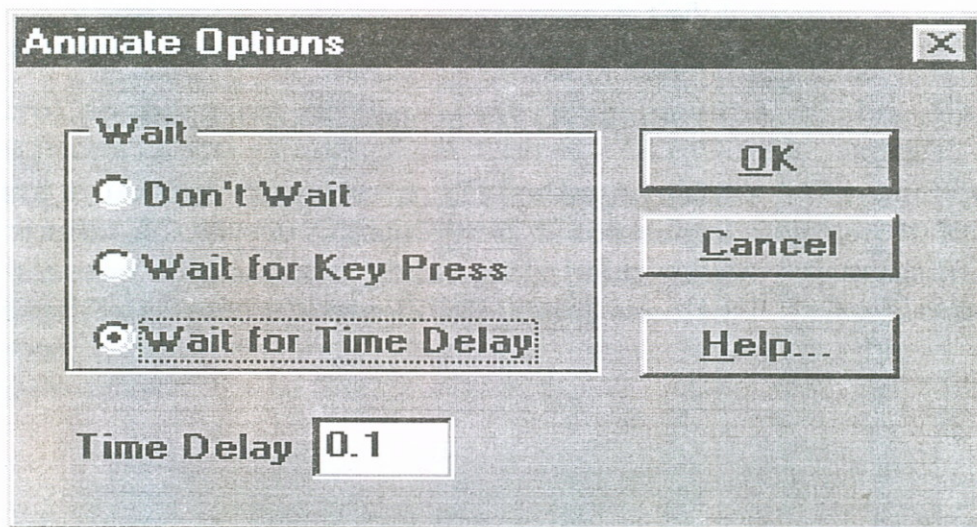 Animate Options
Wait
Don't Wait
Wait for Key Press
Wait for Time Delay
OK
Cancel
Help...
Time Delay 0.1